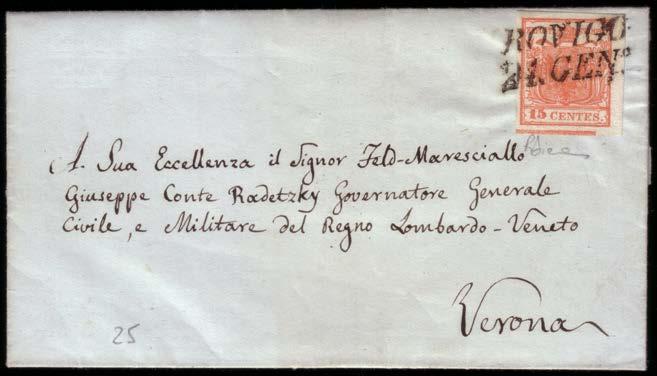 ROVIGO
21. GEN.
15 CENTES.
A Sua Eccellenza il Signor Feld-Maresciallo
Giuseppe Conte Radetzky Governatore Generale
Civile, e Militare del Regno Lombardo-Veneto
Verona
25